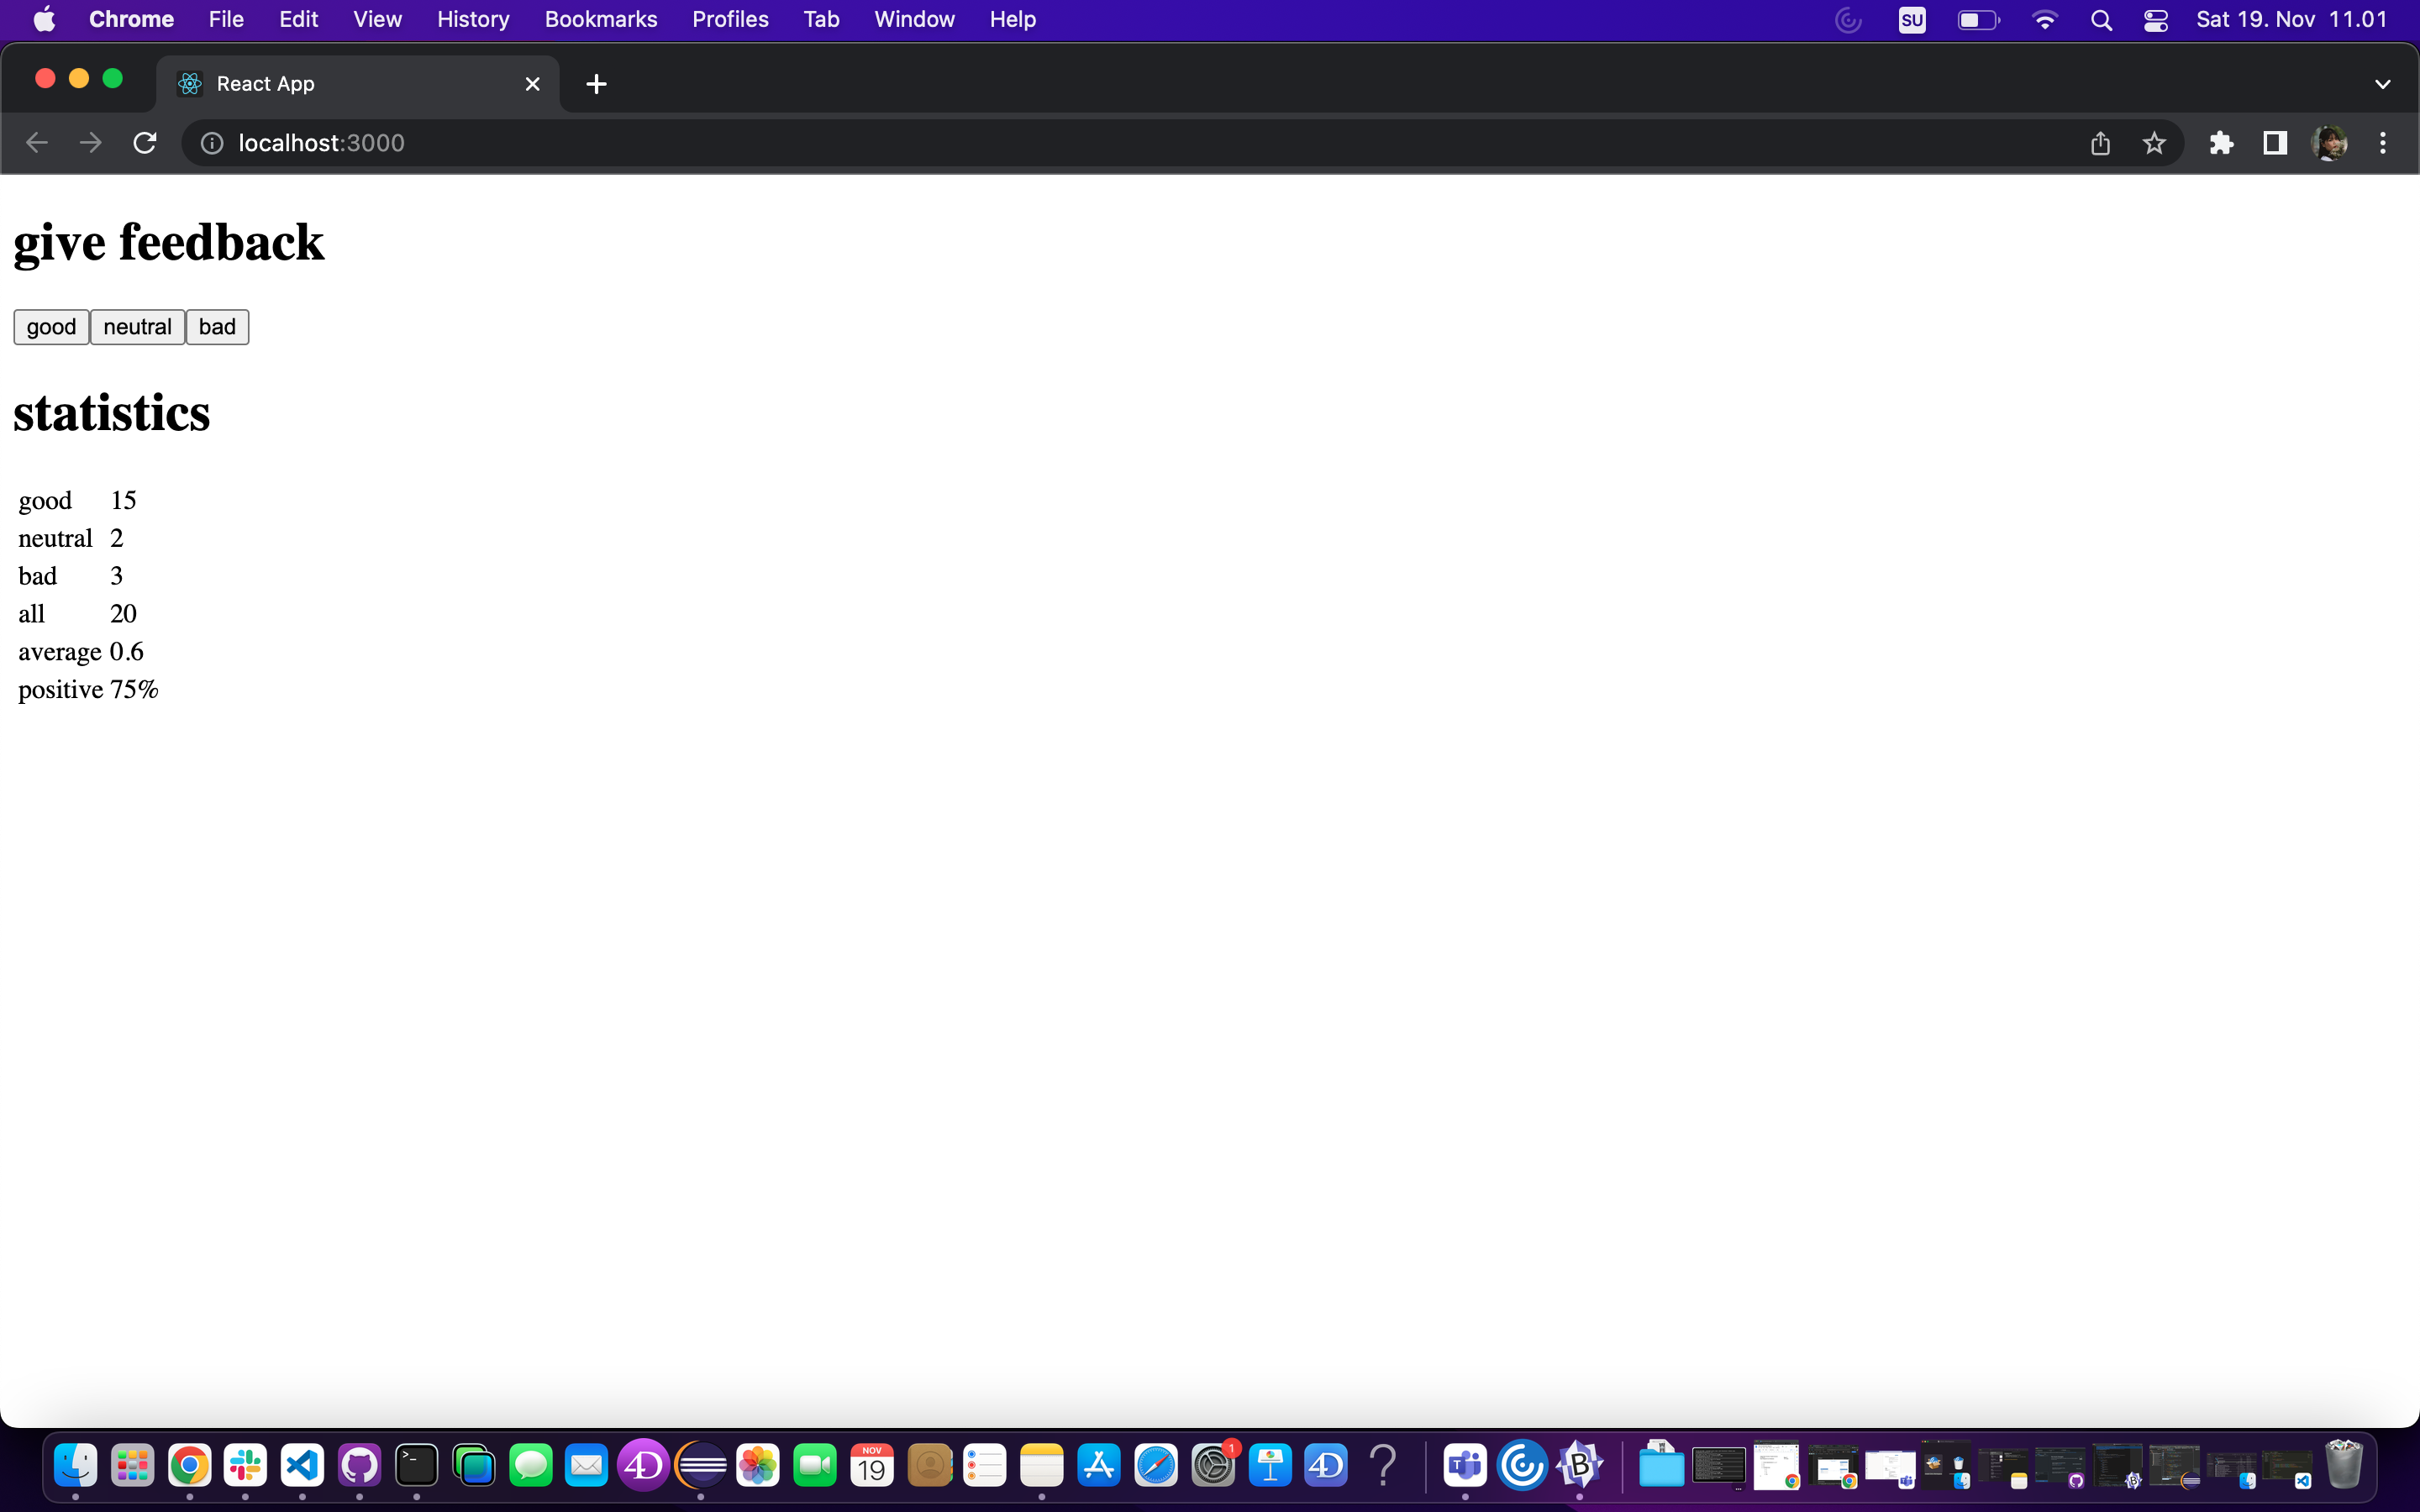 Chrome File Edit View History Bookmarks Profiles Tab Window Help SU Sat 19. Nov 11.01
React App
localhost:3000
give feedback
good neutral bad
statistics
good 15
neutral 2
bad 3
all 20
average 0.6
positive 75%
NOV
19
1